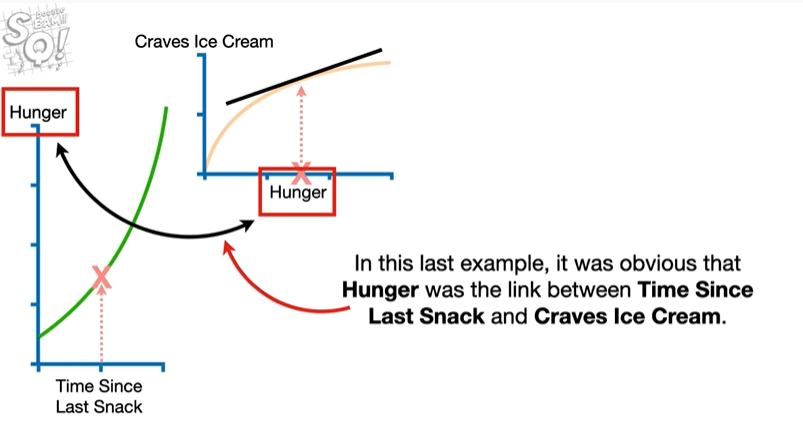 Craves Ice Cream
Hunger
Hunger
Time Since
Last Snack
In this last example, it was obvious that
Hunger was the link between Time Since
Last Snack and Craves Ice Cream.